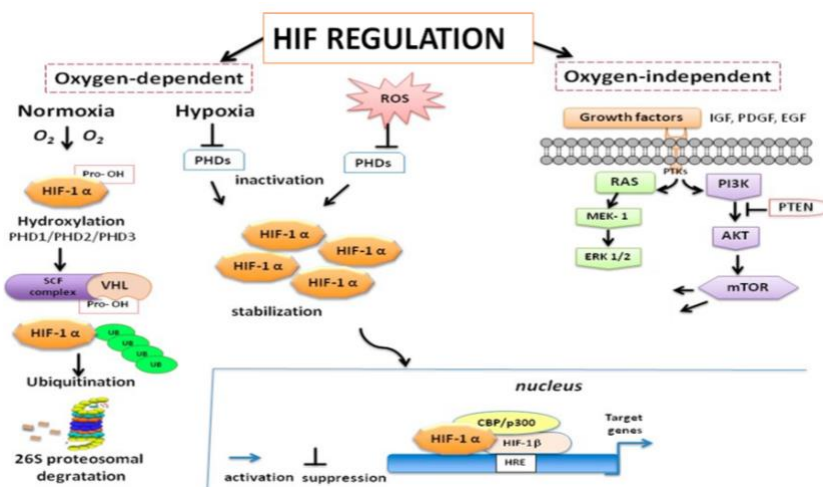 HIF REGULATION
Oxygen-dependent
Normoxia
O₂ O₂
Pro- OH
HIF-1 α
Hydroxylation
PHD1/PHD2/PHD3
SCF
complex
VHL
Pro- OH
HIF-1 α
UB
UB
UB
UB
Ubiquitination
26S proteosomal
degratation
Hypoxia
PHDs
ROS
PHDs
inactivation
HIF-1 α
HIF-1 α
HIF-1 α
HIF-1 α
stabilization
Oxygen-independent
Growth factors
IGF, PDGF, EGF
PTKs
RAS
MEK- 1
ERK 1/2
PI3K
PTEN
AKT
mTOR
nucleus
CBP/p300
HIF-1 α
HIF-1β
HRE
Target
genes
activation
suppression